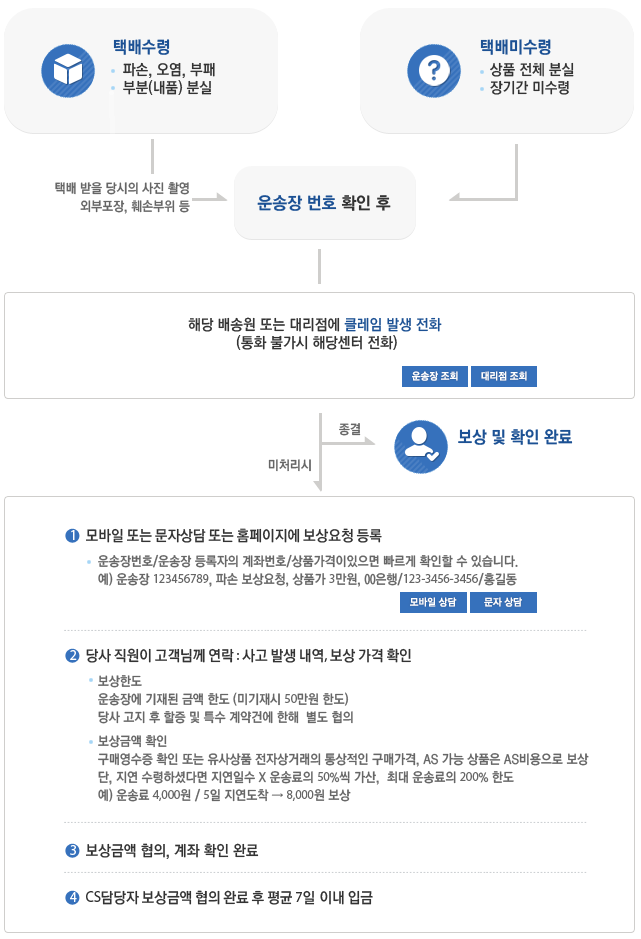 택배수령
파손, 오염, 부패
부분(내품) 분실
택배미수령
상품 전체 분실
장기간 미수령
택배 받을 당시의 사진 촬영
외부포장, 훼손부위 등
운송장 번호 확인 후
해당 배송원 또는 대리점에 클레임 발생 전화
(통화 불가시 해당센터 전화)
운송장 조회
대리점 조회
종결
보상 및 확인 완료
미처리시
1 모바일 또는 문자상담 또는 홈페이지에 보상요청 등록
운송장번호/운송장 등록자의 계좌번호/상품가격이있으면 빠르게 확인할 수 있습니다.
예) 운송장 123456789, 파손 보상요청, 상품가 3만원, 00은행/123-3456-3456/홍길동
모바일 상담
문자 상담
2 당사 직원이 고객님께 연락 : 사고 발생 내역, 보상 가격 확인
보상한도
운송장에 기재된 금액 한도 (미기재시 50만원 한도)
당사 고지 후 할증 및 특수 계약건에 한해 별도 협의
보상금액 확인
구매영수증 확인 또는 유사상품 전자상거래의 통상적인 구매가격, AS 가능 상품은 AS비용으로 보상
단, 지연 수령하셨다면 지연일수 X 운송료의 50%씩 가산, 최대 운송료의 200% 한도
예) 운송료 4,000원 / 5일 지연도착 → 8,000원 보상
3 보상금액 협의, 계좌 확인 완료
4 CS담당자 보상금액 협의 완료 후 평균 7일 이내 입금